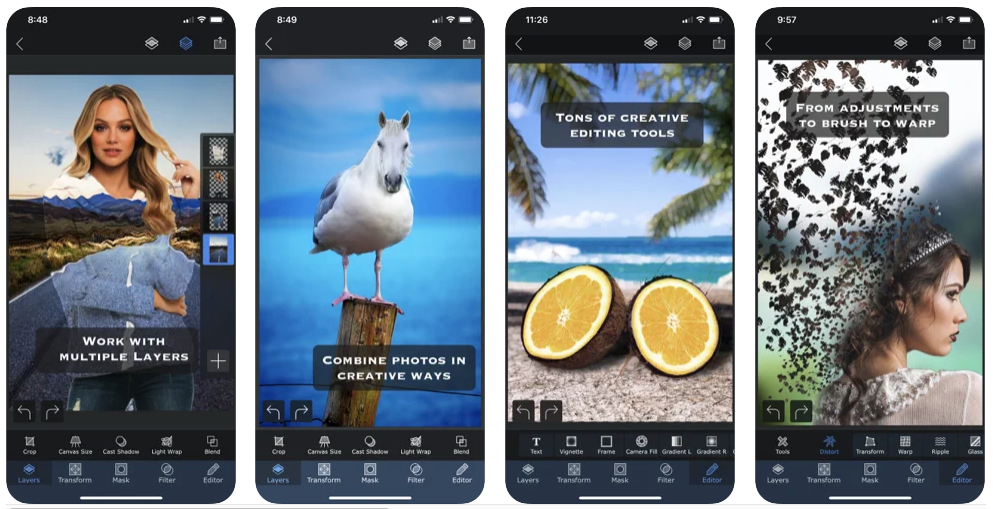 8:48
WORK WITH
MULTIPLE LAYERS
Crop Canvas Size Cast Shadow Light Wrap Blend
Layers Transform Mask Filter Editor
8:49
COMBINE PHOTOS IN
CREATIVE WAYS
Crop Canvas Size Cast Shadow Light Wrap Blend
Layers Transform Mask Filter Editor
11:26
TONS OF CREATIVE
EDITING TOOLS
T
Text Vignette Frame Camera Fill Gradient L Gradient R
Layers Transform Mask Filter Editor
9:57
FROM ADJUSTMENTS
TO BRUSH TO WARP
Tools Distort Transform Warp Ripple Glass
Layers Transform Mask Filter Editor